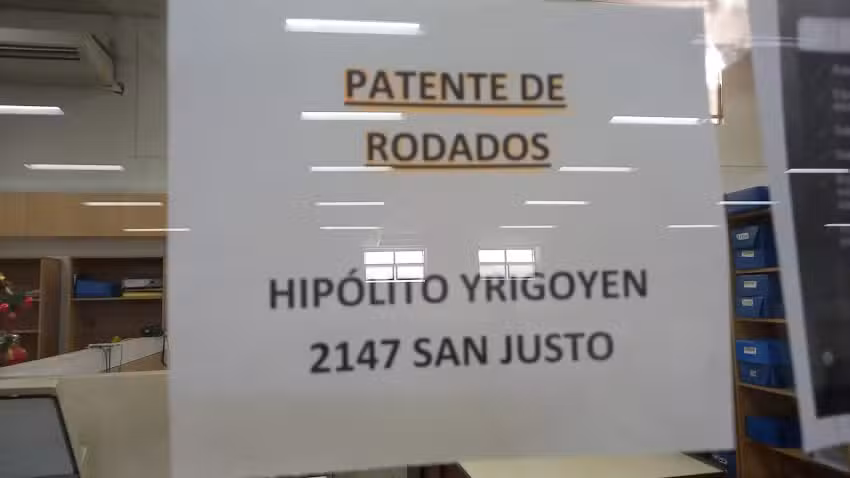 PATENTE DE
RODADOS
HIPÓLITO YRIGOYEN
2147 SAN JUSTO